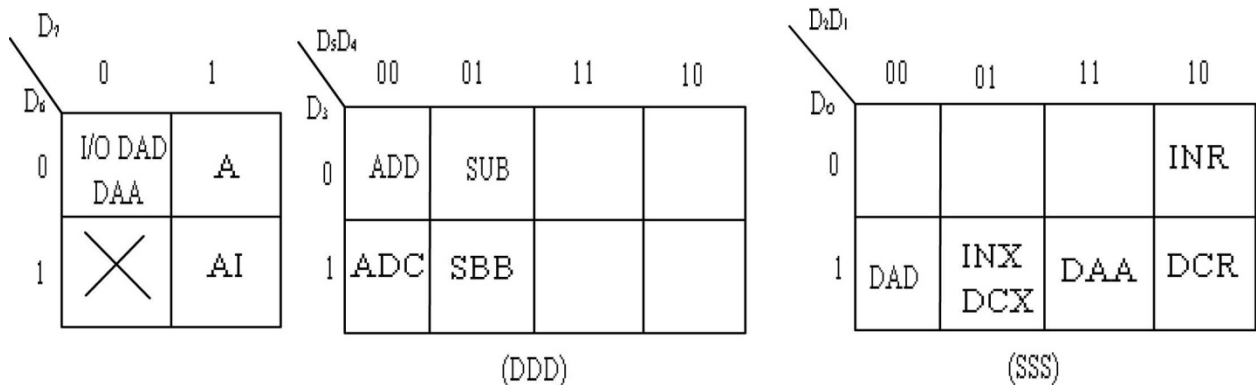 D₇
0 1
D₆
0 I/O DAD A
DAA
1 AI
D₅D₄
00 01 11 10
D₃
0 ADD SUB
1 ADC SBB
(DDD)
D₂D₁
00 01 11 10
D₀
0 INR
1 DAD INX DCX DAA DCR
(SSS)